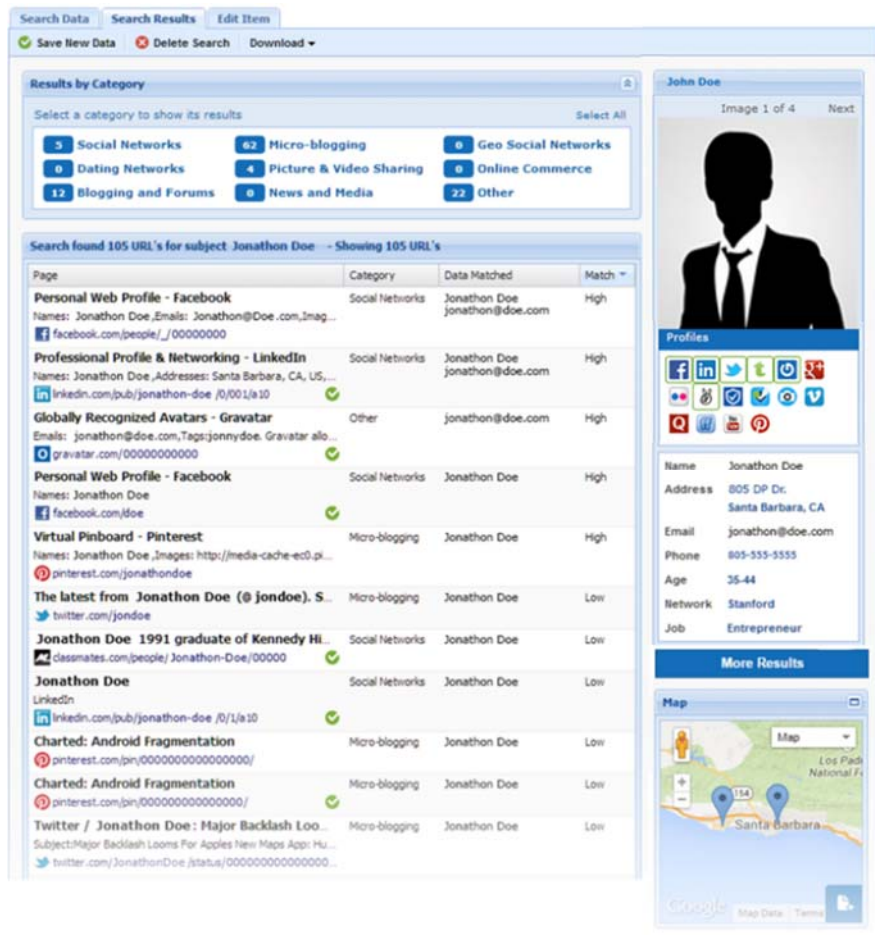 Search Data Search Results Edit Item
Save New Data Delete Search Download
Results by Category
Select a category to show its results Select All
5 Social Networks 62 Micro-blogging 0 Geo Social Networks
0 Dating Networks 4 Picture & Video Sharing 0 Online Commerce
12 Blogging and Forums 0 News and Media 22 Other
Search found 105 URL's for subject Jonathon Doe - Showing 105 URL's
Page Category Data Matched Match
Personal Web Profile - Facebook Social Networks Jonathon Doe High
Names: Jonathon Doe ,Emails: Jonathon@Doe.com,Imag... jonathon@doe.com
facebook.com/people/_/00000000
Professional Profile & Networking - LinkedIn Social Networks Jonathon Doe High
Names: Jonathon Doe ,Addresses: Santa Barbara, CA, US,... jonathon@doe.com
linkedin.com/pub/jonathon-doe /0/001/a10
Globally Recognized Avatars - Gravatar Other jonathon@doe.com High
Emails: jonathon@doe.com,Tags:jonnydoe. Gravatar allo...
gravatar.com/00000000000
Personal Web Profile - Facebook Social Networks Jonathon Doe High
Names: Jonathon Doe
facebook.com/doe
Virtual Pinboard - Pinterest Micro-blogging Jonathon Doe High
Names: Jonathon Doe ,Images: http://media-cache-ec0.pi...
pinterest.com/jonathondoe
The latest from Jonathon Doe (@ jondoe). S... Micro-blogging Jonathon Doe Low
twitter.com/jondoe
Jonathon Doe 1991 graduate of Kennedy Hi... Social Networks Jonathon Doe Low
classmates.com/people/ Jonathon-Doe/00000
Jonathon Doe Social Networks Jonathon Doe Low
LinkedIn
linkedin.com/pub/jonathon-doe /0/1/a10
Charted: Android Fragmentation Micro-blogging Jonathon Doe Low
pinterest.com/pin/000000000000000/
Charted: Android Fragmentation Micro-blogging Jonathon Doe Low
pinterest.com/pin/000000000000000/
Twitter / Jonathon Doe: Major Backlash Loo... Micro-blogging Jonathon Doe Low
Subject:Major Backlash Looms For Apples New Maps App: Hu...
twitter.com/JonathonDoe /status/000000000000000...
John Doe
Image 1 of 4 Next
Profiles
Name Jonathon Doe
Address 805 DP Dr.
Santa Barbara, CA
Email jonathon@doe.com
Phone 805-555-5555
Age 35-44
Network Stanford
Job Entrepreneur
More Results
Map
Map
Los Pad
National F
154
Santa Barbara
Google Map Data Terms